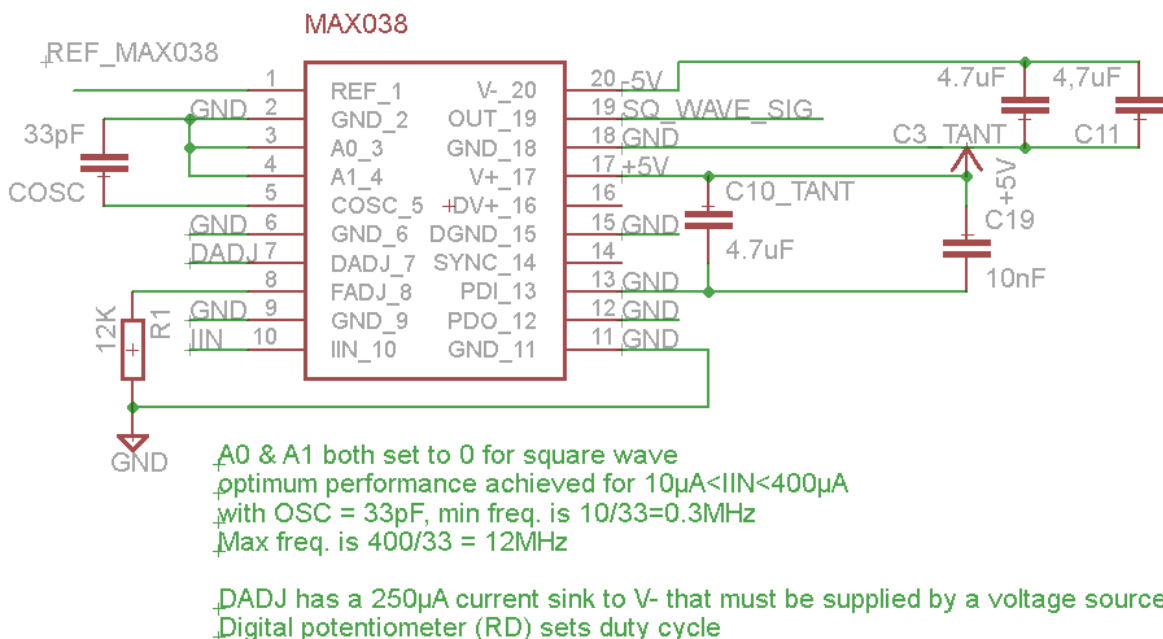 MAX038
REF_MAX038
1 REF_1 V-_20 20 -5V
GND 2 GND_2 OUT_19 19 SQ_WAVE_SIG
3 A0_3 GND_18 18 GND
4 A1_4 V+_17 17 +5V
5 COSC_5 DV+_16 16
GND 6 GND_6 DGND_15 15 GND
DADJ 7 DADJ_7 SYNC_14 14
8 FADJ_8 PDI_13 13 GND
GND 9 GND_9 PDO_12 12 GND
IIN 10 IIN_10 GND_11 11 GND
33pF
COSC
12K
R1
GND
4.7uF
C3_TANT
4,7uF
C11
+5V
C10_TANT
4.7uF
C19
10nF
A0 & A1 both set to 0 for square wave
optimum performance achieved for 10µA<IIN<400µA
with OSC = 33pF, min freq. is 10/33=0.3MHz
Max freq. is 400/33 = 12MHz
DADJ has a 250µA current sink to V- that must be supplied by a voltage source
Digital potentiometer (RD) sets duty cycle